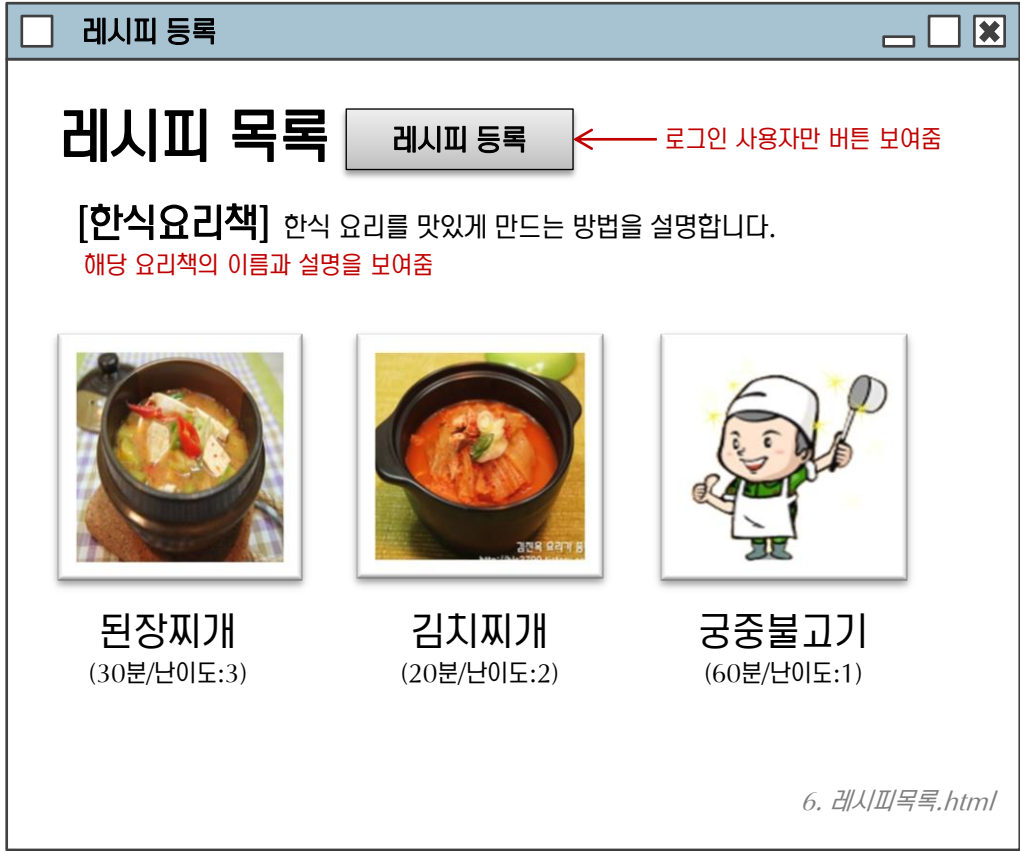 레시피 등록
레시피 목록
레시피 등록
로그인 사용자만 버튼 보여줌
[한식요리책] 한식 요리를 맛있게 만드는 방법을 설명합니다.
해당 요리책의 이름과 설명을 보여줌
된장찌개
(30분/난이도:3)
김치찌개
(20분/난이도:2)
궁중불고기
(60분/난이도:1)
6. 레시피목록.html